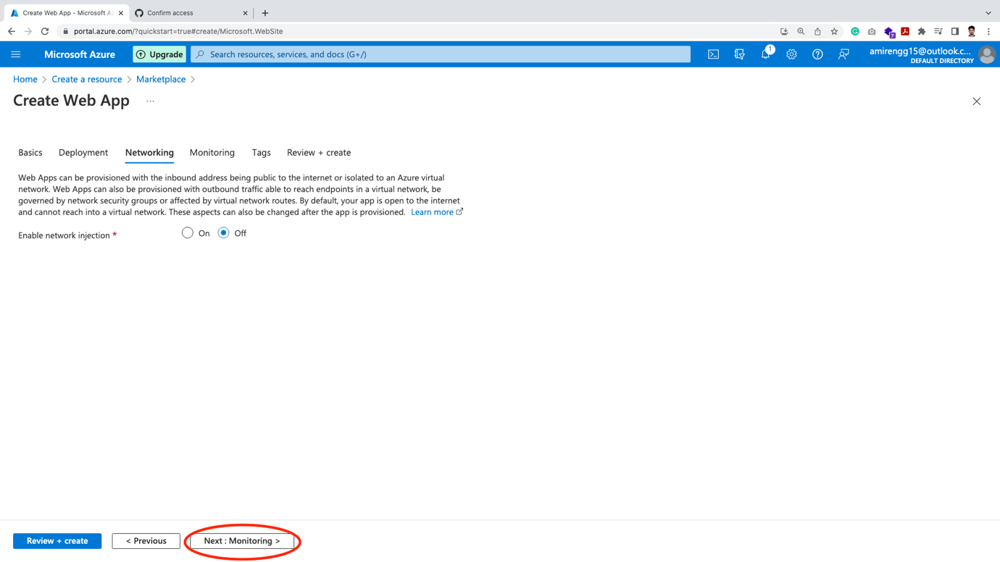 Create Web App - Microsoft Az
Confirm access
portal.azure.com/?quickstart=true#create/Microsoft.WebSite
7
Microsoft Azure
Upgrade
Search resources, services, and docs (G+/)
1
amirengg15@outlook.c...
DEFAULT DIRECTORY
Home > Create a resource > Marketplace >
Create Web App ...
Basics Deployment Networking Monitoring Tags Review + create
Web Apps can be provisioned with the inbound address being public to the internet or isolated to an Azure virtual
network. Web Apps can also be provisioned with outbound traffic able to reach endpoints in a virtual network, be
governed by network security groups or affected by virtual network routes. By default, your app is open to the internet
and cannot reach into a virtual network. These aspects can also be changed after the app is provisioned. Learn more
Enable network injection * On Off
Review + create < Previous Next : Monitoring >